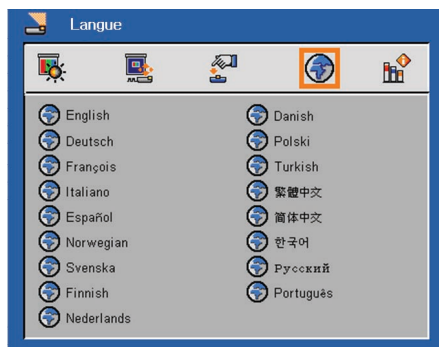 Langue
English
Deutsch
Français
Italiano
Español
Norwegian
Svenska
Finnish
Nederlands
Danish
Polski
Turkish
繁體中文
简体中文
한국어
Русский
Português